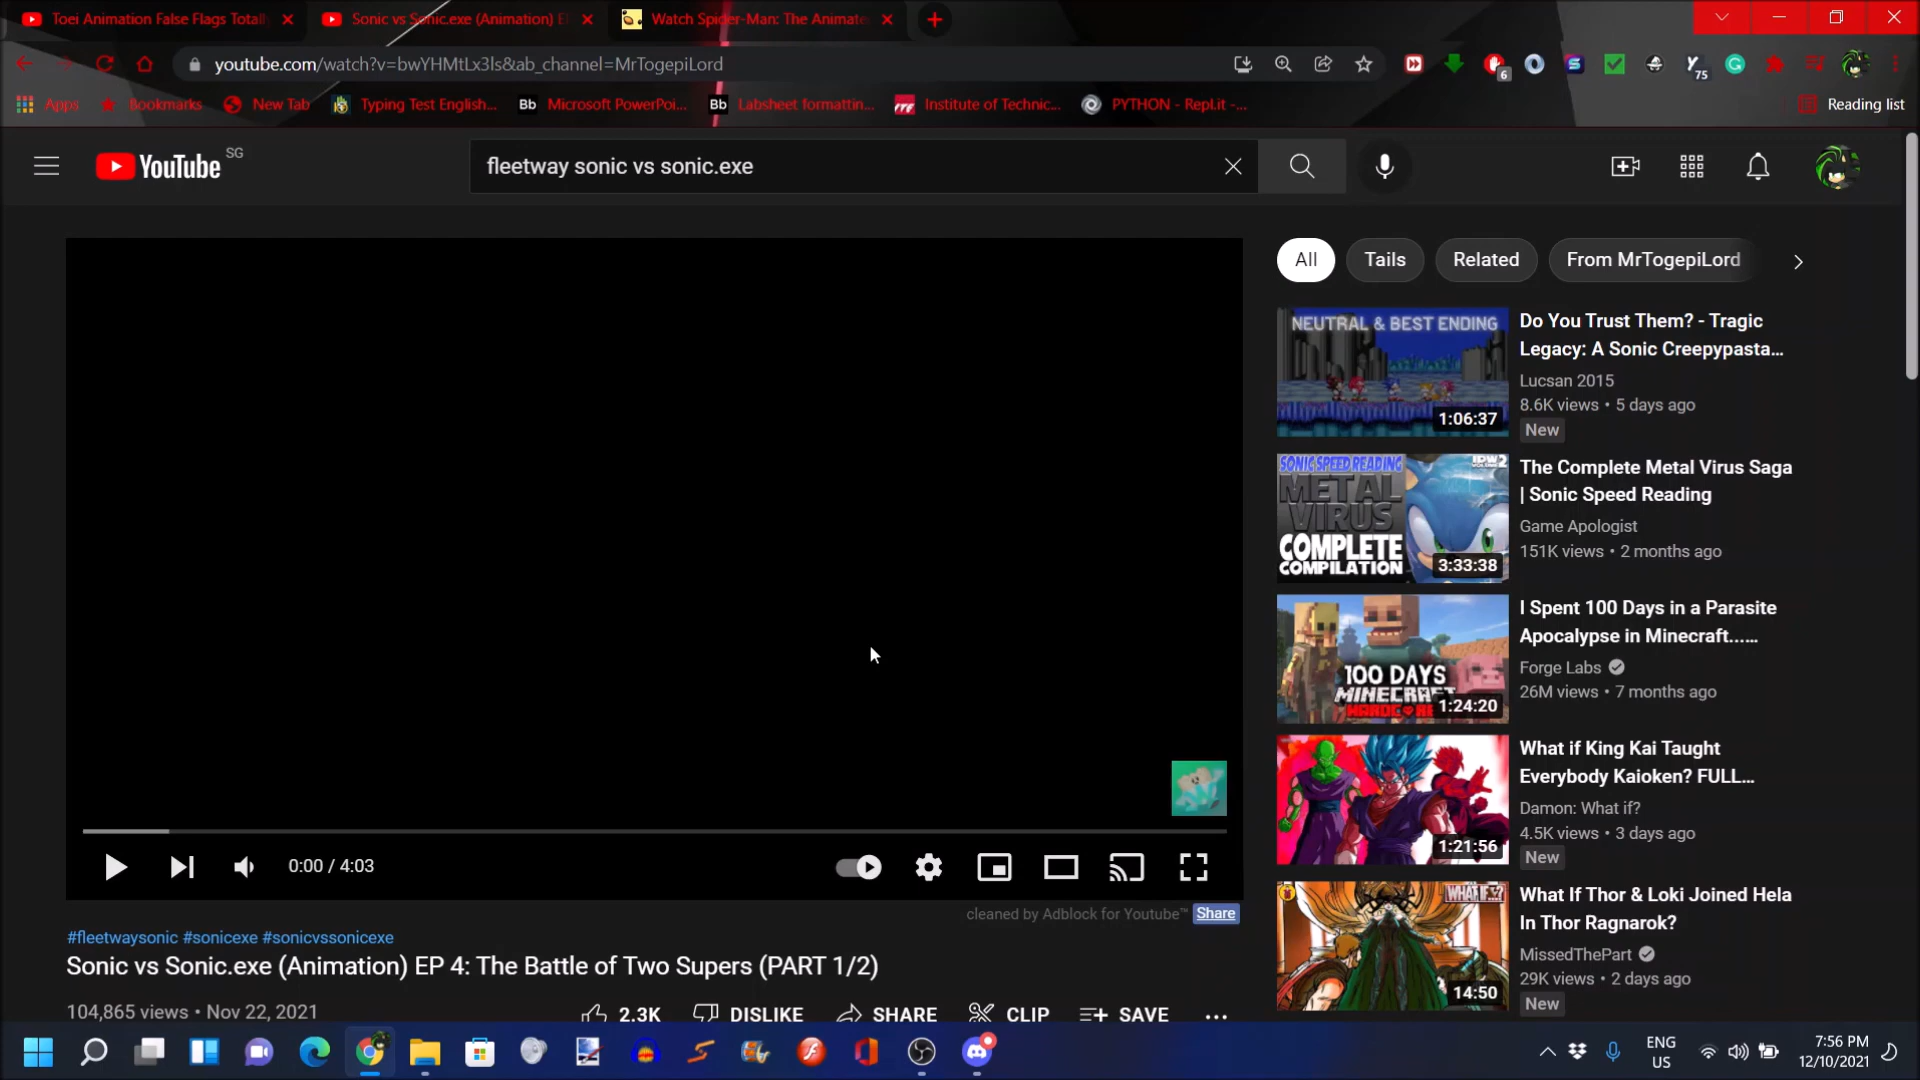 Toei Animation False Flags Totall
Sonic vs Sonic.exe (Animation) E
Watch Spider-Man: The Animate
youtube.com/watch?v=bwYHMtLx3ls&ab_channel=MrTogepiLord
6
75
Apps
Bookmarks
New Tab
Typing Test English...
Bb
Microsoft PowerPoi...
Bb
Labsheet formattin...
Institute of Technic...
PYTHON - Repl.it -...
Reading list
YouTube
SG
fleetway sonic vs sonic.exe
All
Tails
Related
From MrTogepiLord
NEUTRAL & BEST ENDING
1:06:37
Do You Trust Them? - Tragic
Legacy: A Sonic Creepypasta...
Lucsan 2015
8.6K views • 5 days ago
New
SONIC SPEED READING
METAL
VIRUS
COMPLETE
COMPILATION
3:33:38
The Complete Metal Virus Saga
| Sonic Speed Reading
Game Apologist
151K views • 2 months ago
100 DAYS
MINECRAFT
1:24:20
I Spent 100 Days in a Parasite
Apocalypse in Minecraft......
Forge Labs
26M views • 7 months ago
1:21:56
What if King Kai Taught
Everybody Kaioken? FULL...
Damon: What if?
4.5K views • 3 days ago
New
WHAT IF...?
14:50
What If Thor & Loki Joined Hela
In Thor Ragnarok?
MissedThePart
29K views • 2 days ago
New
0:00 / 4:03
cleaned by Adblock for Youtube™ Share
#fleetwaysonic #sonicexe #sonicvssonicexe
Sonic vs Sonic.exe (Animation) EP 4: The Battle of Two Supers (PART 1/2)
104,865 views • Nov 22, 2021
2.3K
DISLIKE
SHARE
CLIP
SAVE
ENG
US
7:56 PM
12/10/2021